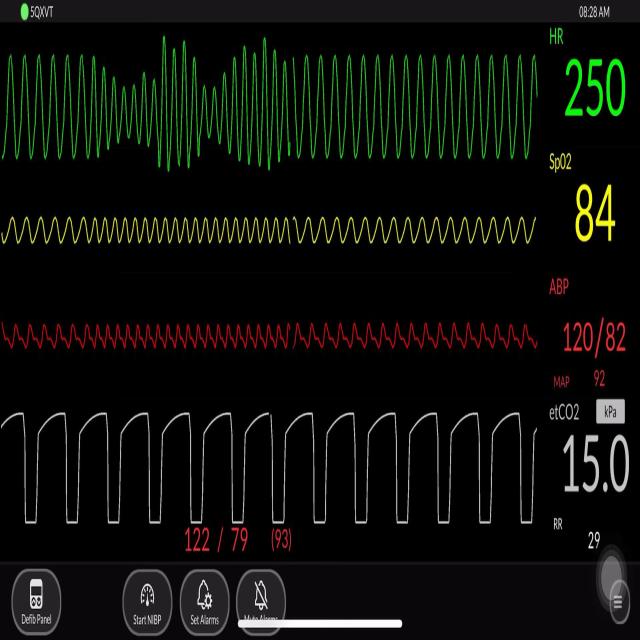 5QXVT
08:28 AM
HR
250
SpO2
84
ABP
120/82
MAP 92
etCO2 kPa
15.0
RR
29
122 / 79 (93)
Defib Panel
Start NIBP
Set Alarms
Mute Alarms